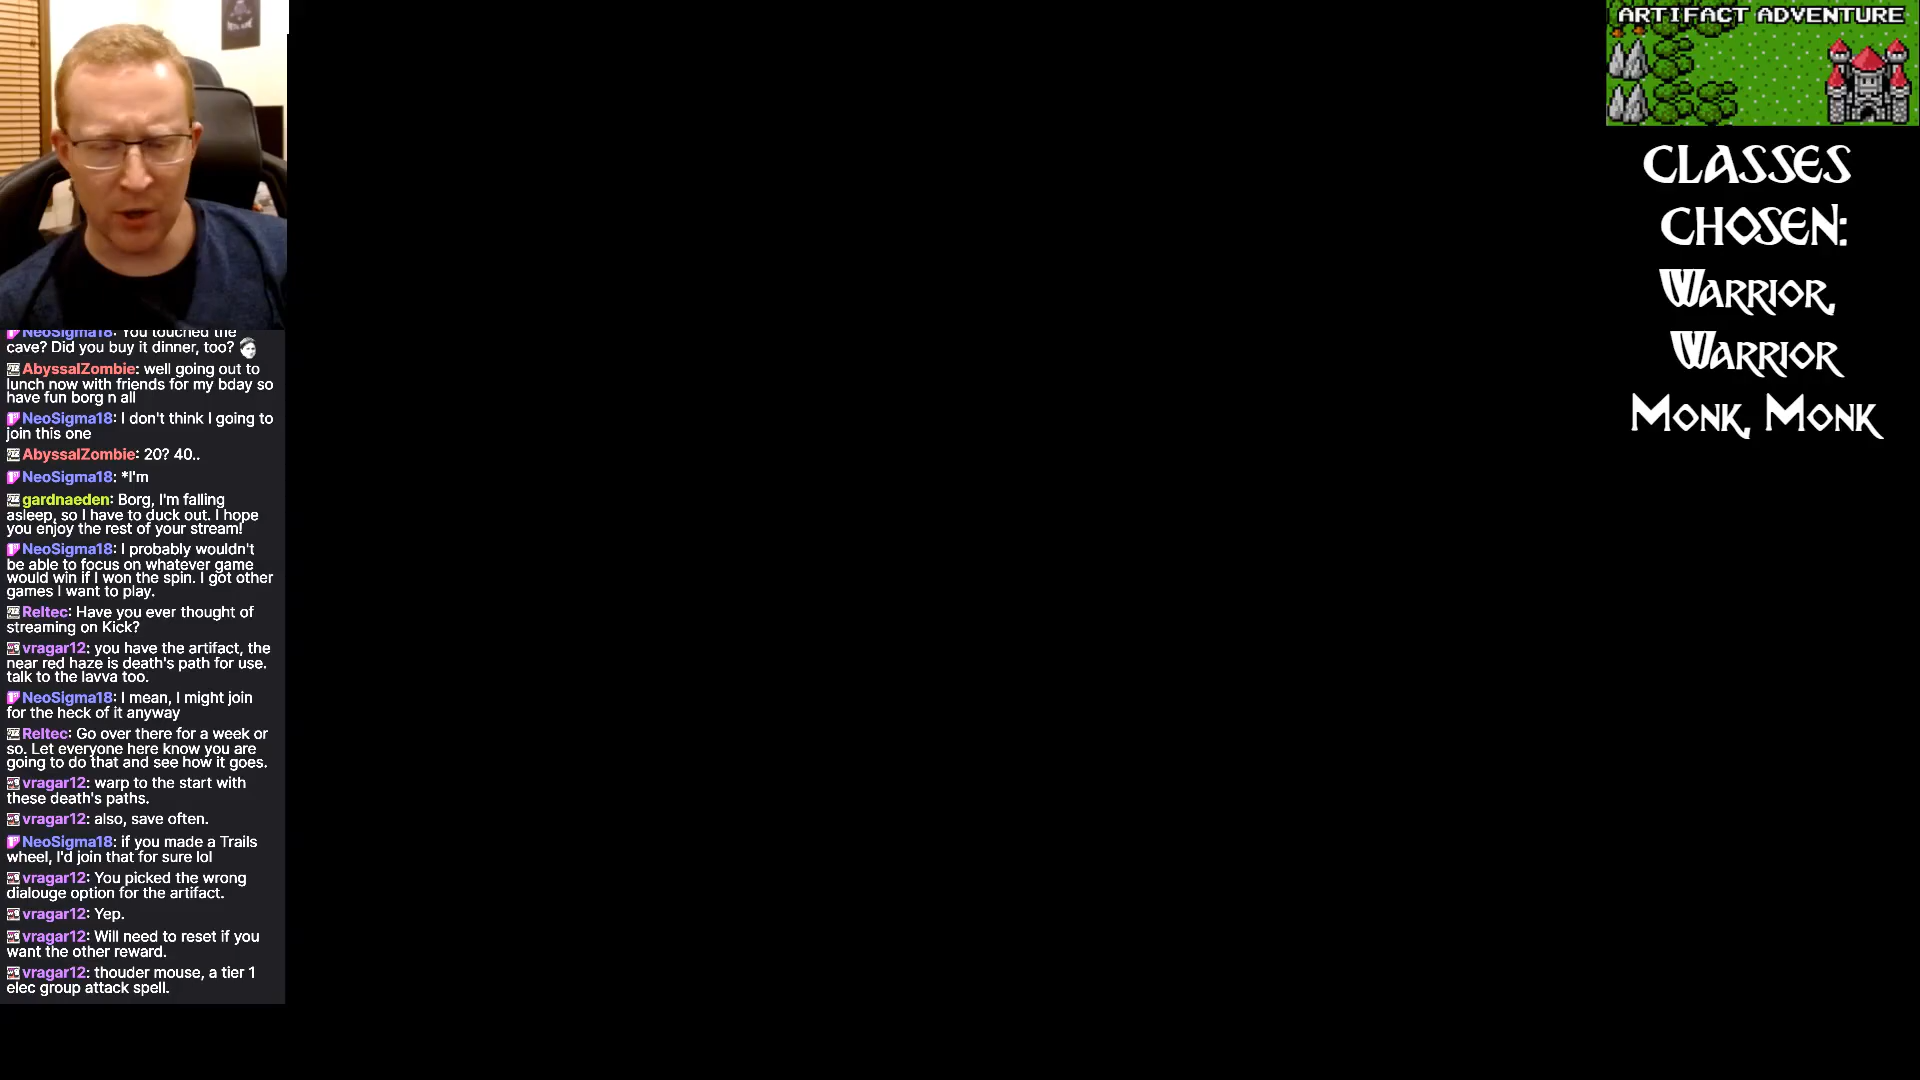 ARTIFACT ADVENTURE
CLASSES
CHOSEN:
WARRIOR,
WARRIOR
MONK, MONK
NeoSigma18: You touched the
cave? Did you buy it dinner, too?
AbyssalZombie: well going out to
lunch now with friends for my bday so
have fun borg n all
NeoSigma18: I don't think I going to
join this one
AbyssalZombie: 20? 40..
NeoSigma18: *I'm
gardnaeden: Borg, I'm falling
asleep, so I have to duck out. I hope
you enjoy the rest of your stream!
NeoSigma18: I probably wouldn't
be able to focus on whatever game
would win if I won the spin. I got other
games I want to play.
Reltec: Have you ever thought of
streaming on Kick?
vragar12: you have the artifact, the
near red haze is death's path for use.
talk to the lavva too.
NeoSigma18: I mean, I might join
for the heck of it anyway
Reltec: Go over there for a week or
so. Let everyone here know you are
going to do that and see how it goes.
vragar12: warp to the start with
these death's paths.
vragar12: also, save often.
NeoSigma18: if you made a Trails
wheel, I'd join that for sure lol
vragar12: You picked the wrong
dialouge option for the artifact.
vragar12: Yep.
vragar12: Will need to reset if you
want the other reward.
vragar12: thouder mouse, a tier 1
elec group attack spell.